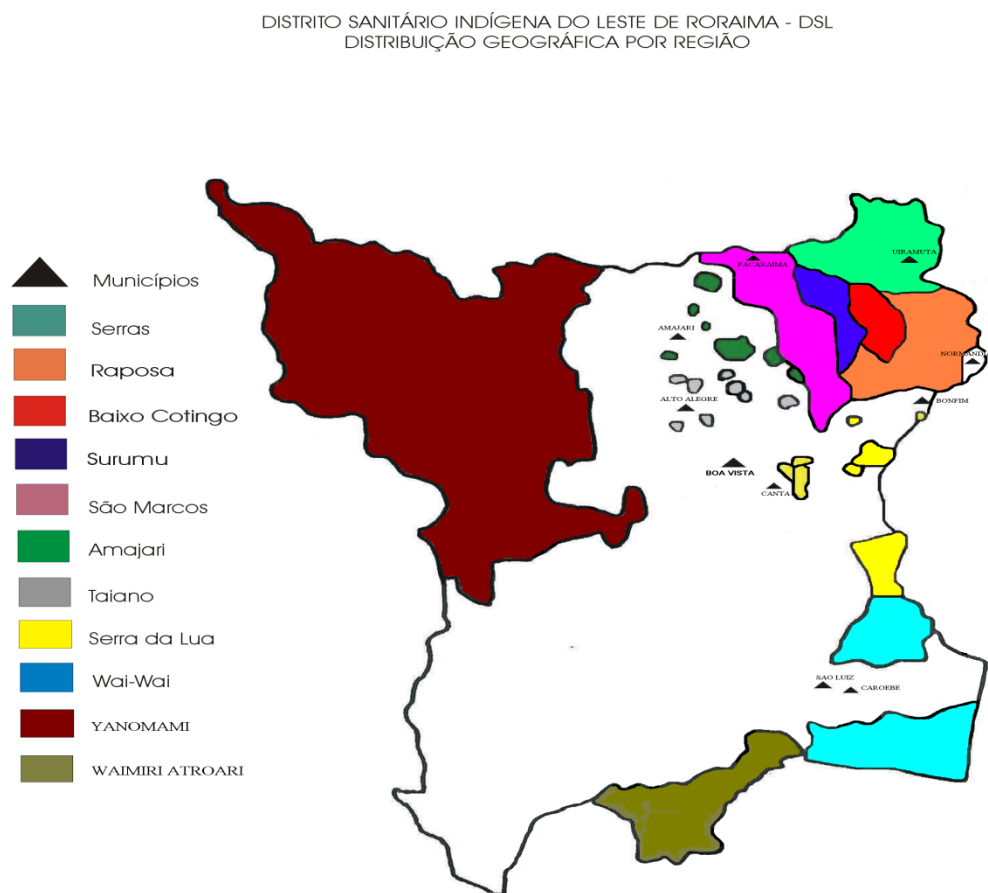 DISTRITO SANITÁRIO INDÍGENA DO LESTE DE RORAIMA - DSL
DISTRIBUIÇÃO GEOGRÁFICA POR REGIÃO
Municípios
Serras
Raposa
Baixo Cotingo
Surumu
São Marcos
Amajari
Taiano
Serra da Lua
Wai-Wai
YANOMAMI
WAIMIRI ATROARI
UIRAMUTA
PACARAIMA
AMAJARI
NORMANDI
ALTO ALEGRE
BONFIM
BOA VISTA
CANTA
SAO LUIZ
CAROEBE